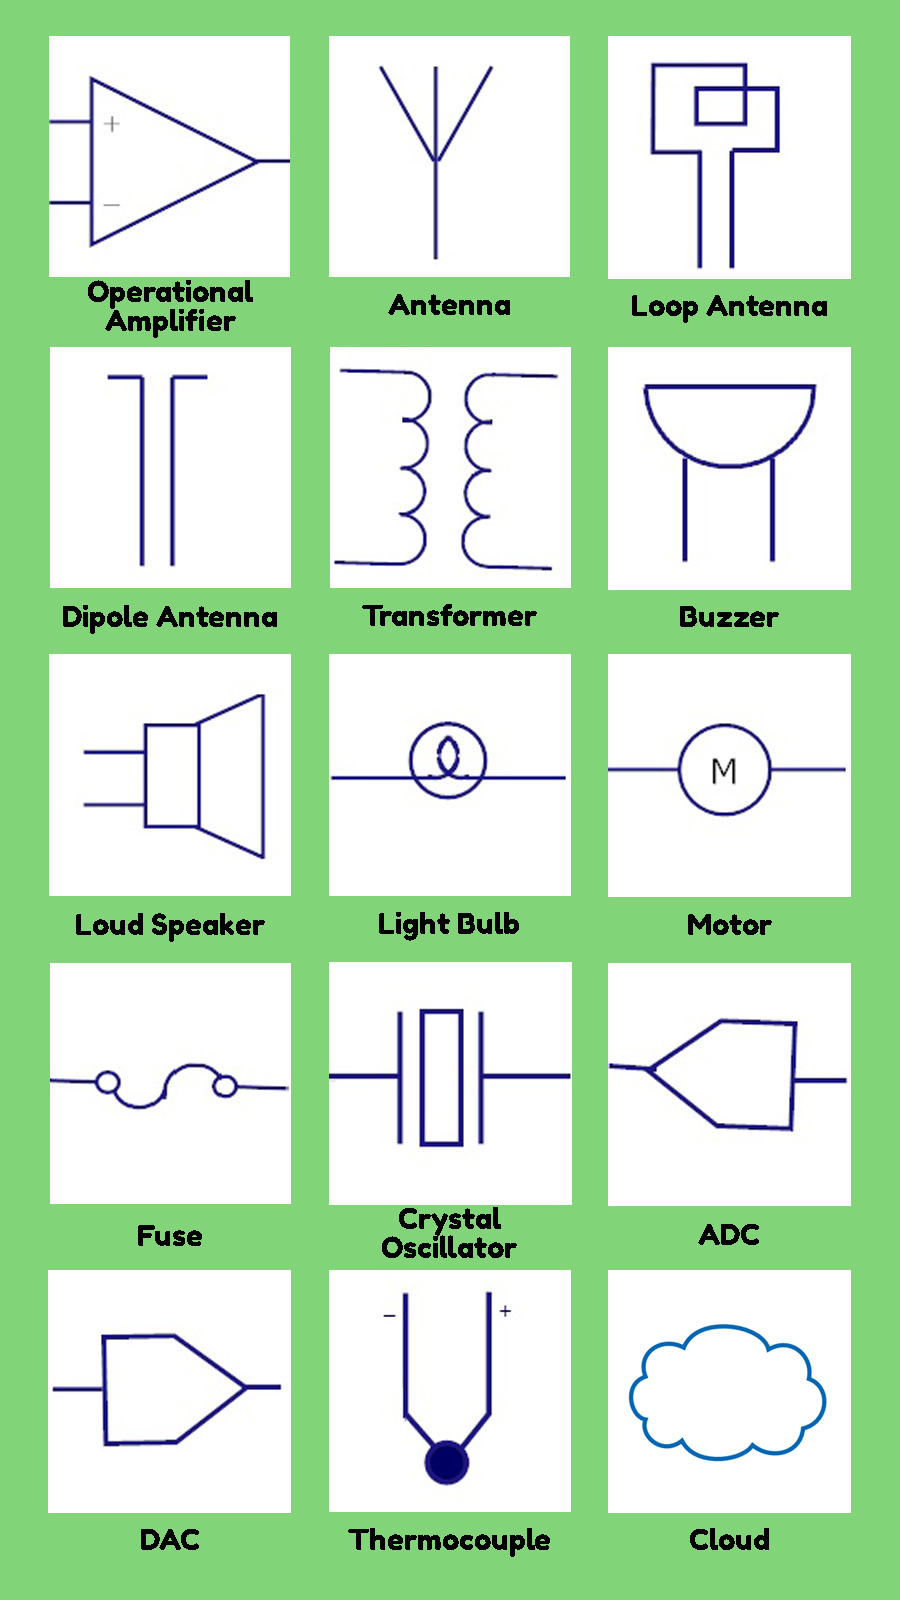 +
−
Operational
Amplifier
Antenna
Loop Antenna
Dipole Antenna
Transformer
Buzzer
M
Loud Speaker
Light Bulb
Motor
Fuse
Crystal
Oscillator
ADC
− +
DAC
Thermocouple
Cloud